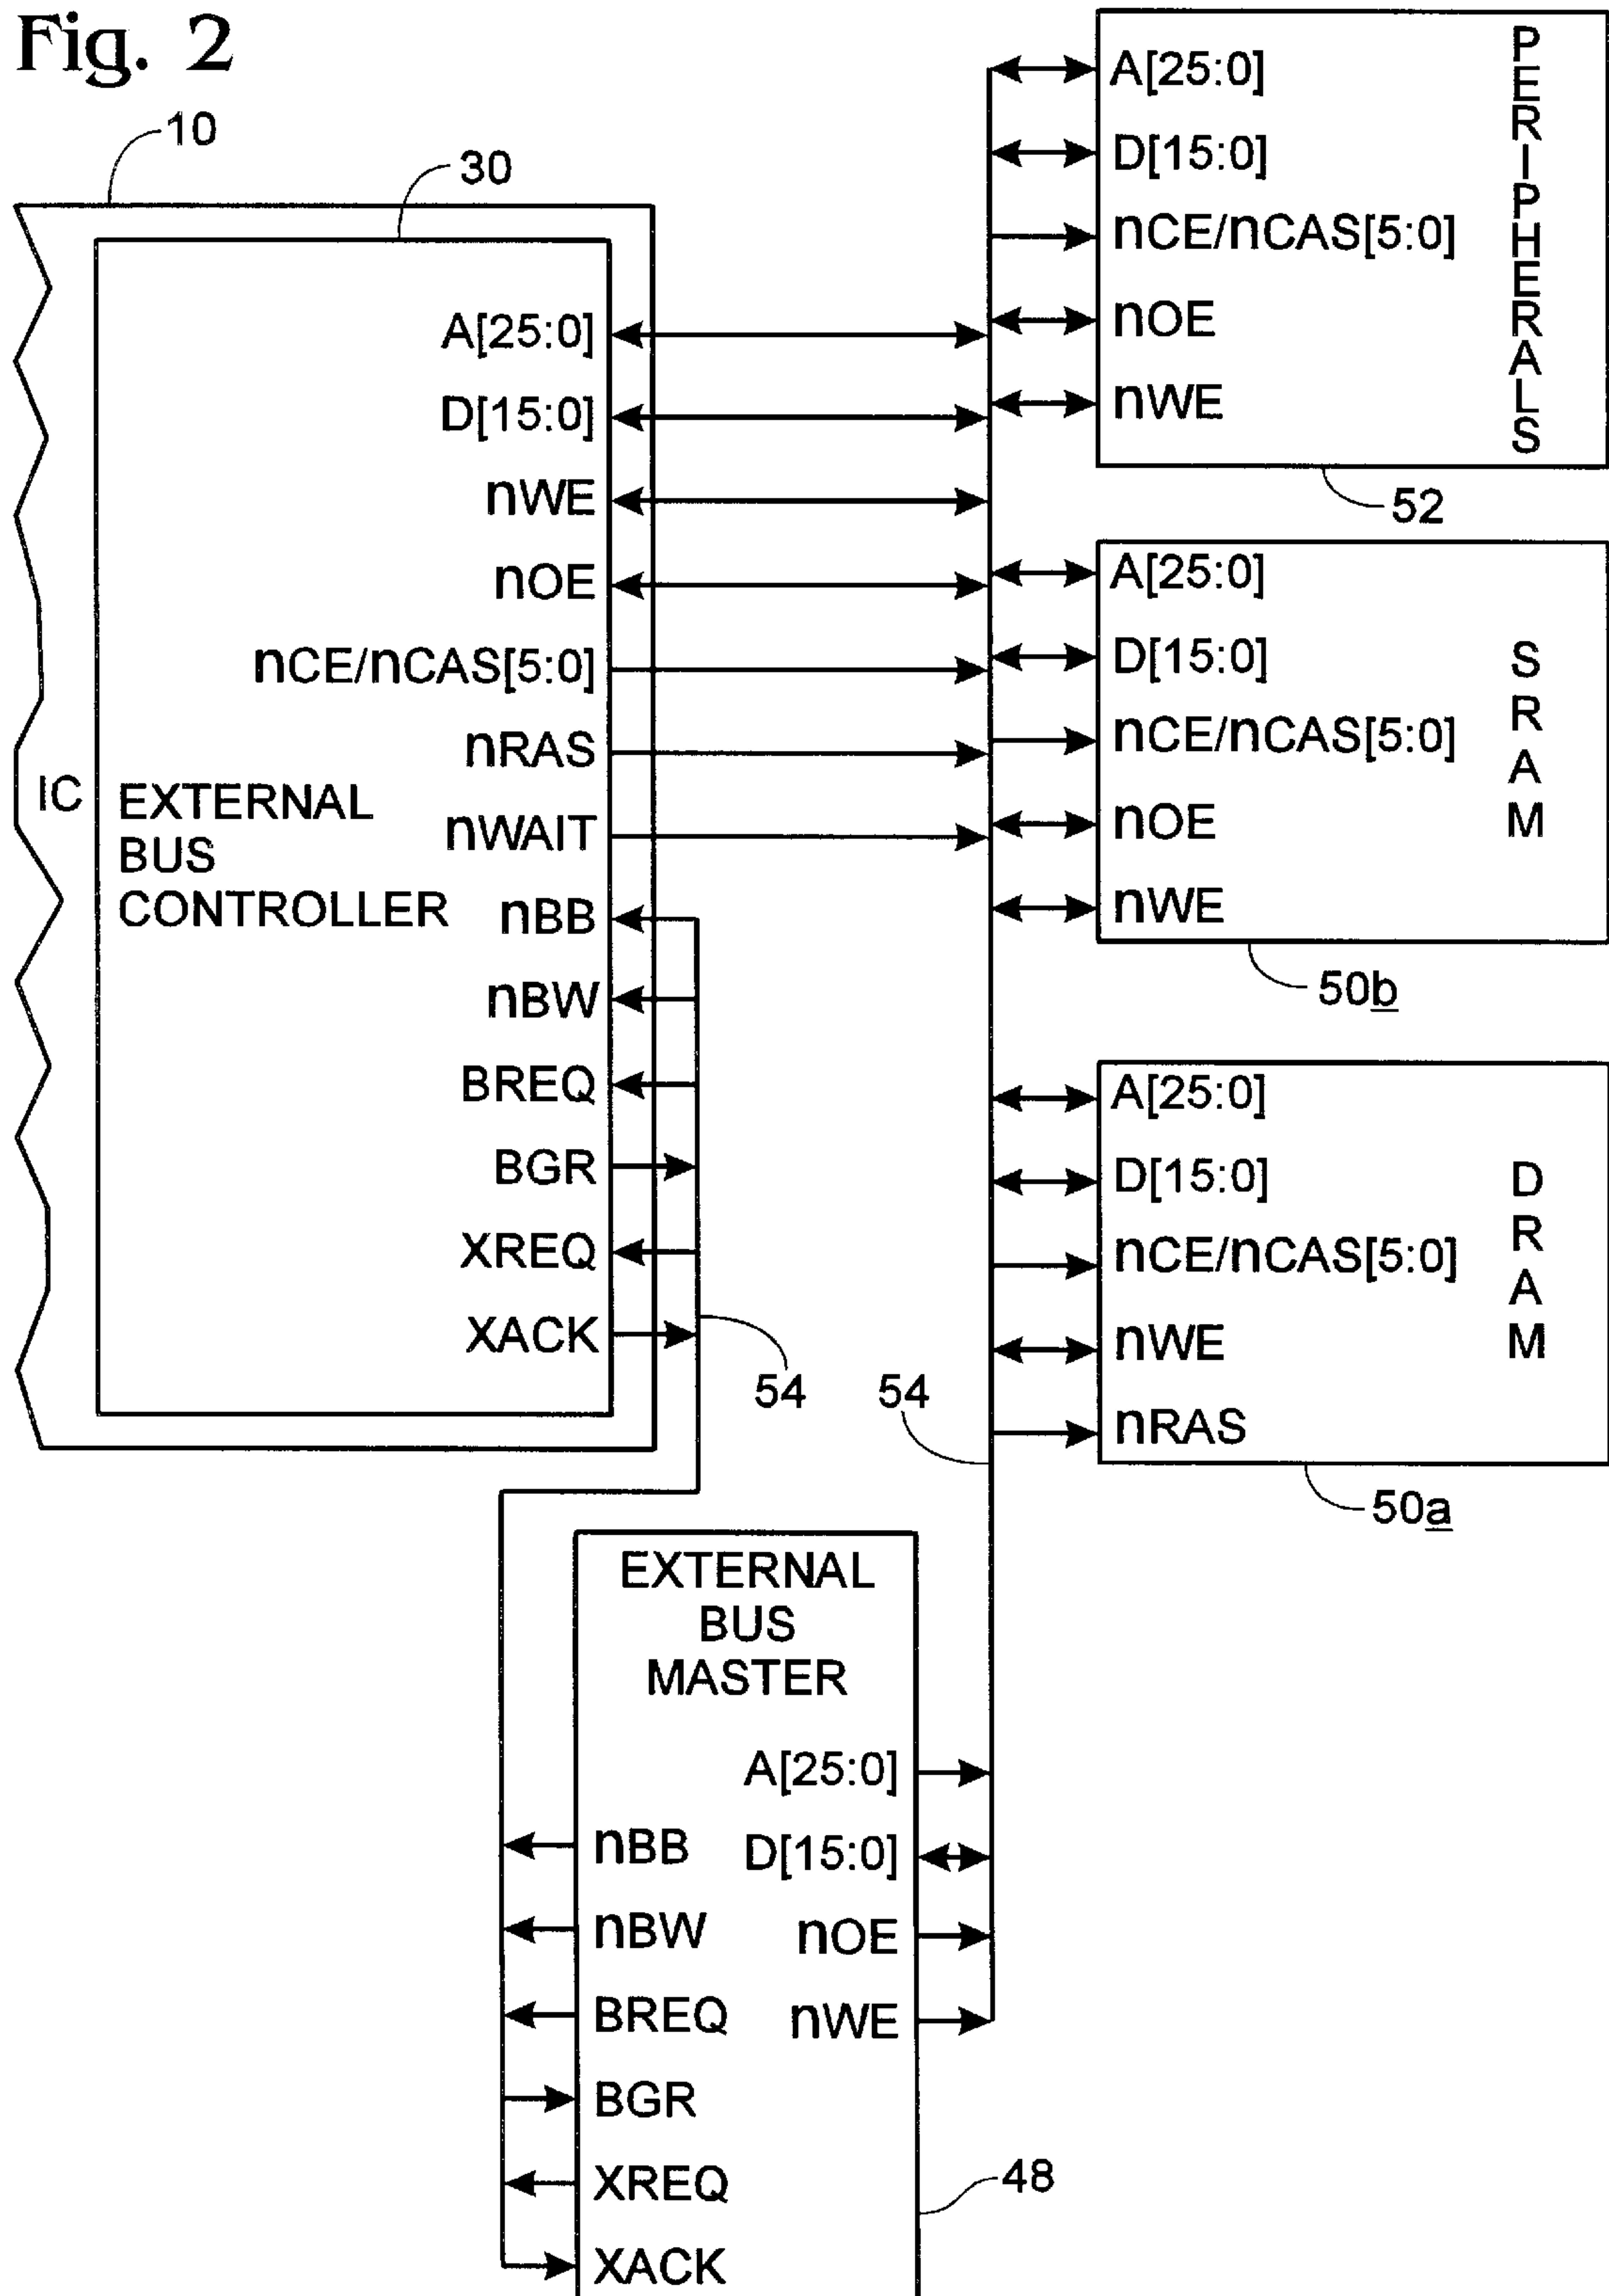 Fig. 2
10
30
IC
EXTERNAL
BUS
CONTROLLER
A[25:0]
D[15:0]
nWE
nOE
nCE/nCAS[5:0]
nRAS
nWAIT
nBB
nBW
BREQ
BGR
XREQ
XACK
54
54
A[25:0]
D[15:0]
nCE/nCAS[5:0]
nOE
nWE
PERIPHERALS
52
A[25:0]
D[15:0]
nCE/nCAS[5:0]
nOE
nWE
SRAM
50b
A[25:0]
D[15:0]
nCE/nCAS[5:0]
nWE
nRAS
DRAM
50a
EXTERNAL
BUS
MASTER
A[25:0]
D[15:0]
nOE
nWE
nBB
nBW
BREQ
BGR
XREQ
XACK
48